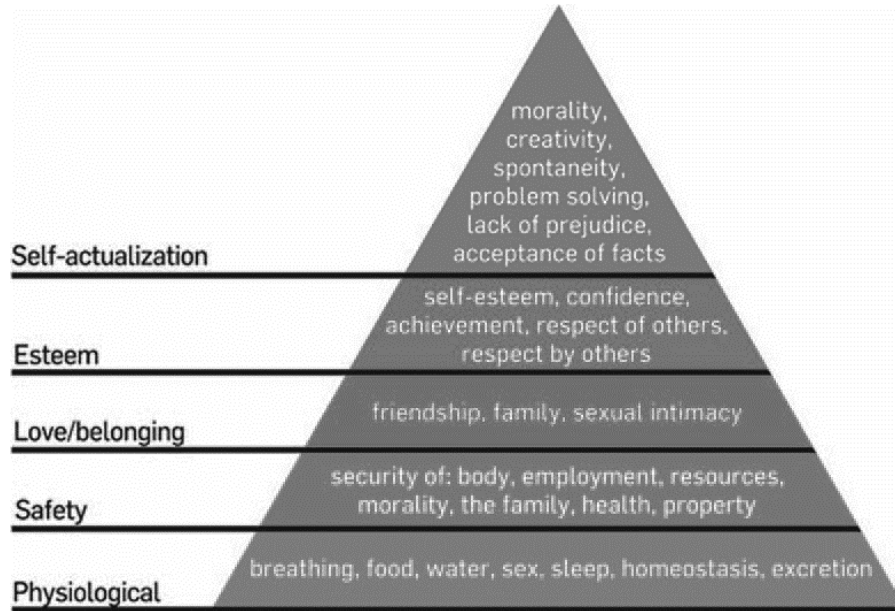 morality,
creativity,
spontaneity,
problem solving,
lack of prejudice,
acceptance of facts
Self-actualization
self-esteem, confidence,
achievement, respect of others,
respect by others
Esteem
friendship, family, sexual intimacy
Love/belonging
security of: body, employment, resources,
morality, the family, health, property
Safety
breathing, food, water, sex, sleep, homeostasis, excretion
Physiological